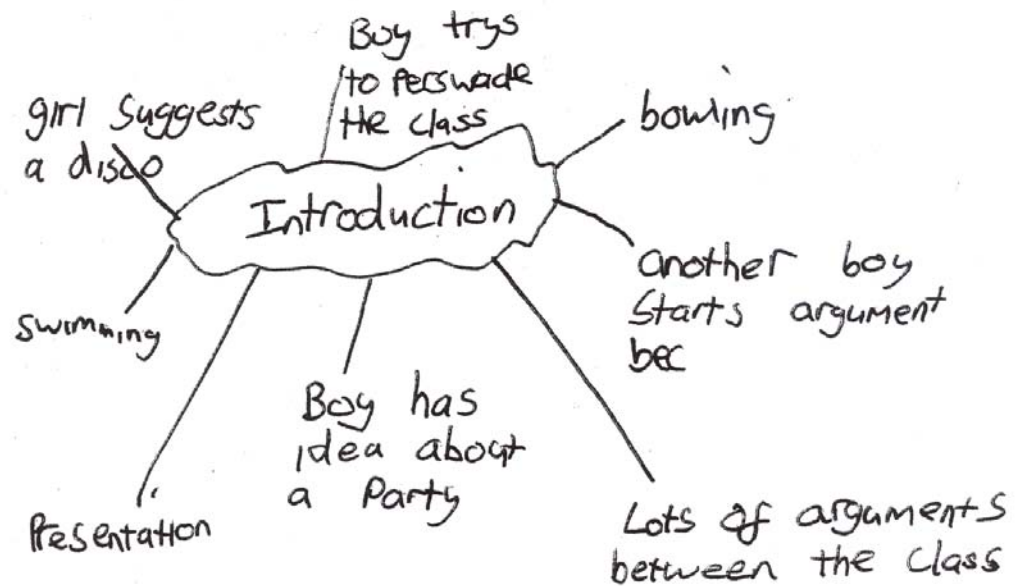 Boy trys
to perswade
the class
girl suggests
a disco
bowling
Introduction
another boy
starts argument
bec
swimming
Boy has
idea about
a Party
Presentation
Lots of arguments
between the class